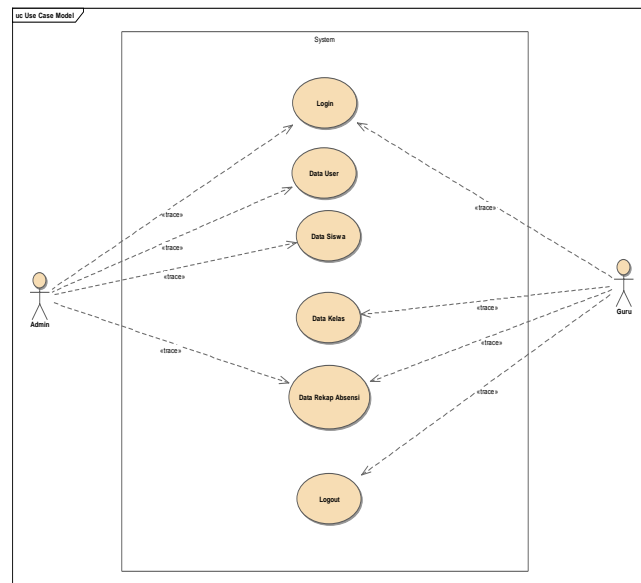 uc Use Case Model
System
Login
Data User
Data Siswa
Data Kelas
Data Rekap Absensi
Logout
Admin
Guru
«trace»
«trace»
«trace»
«trace»
«trace»
«trace»
«trace»
«trace»